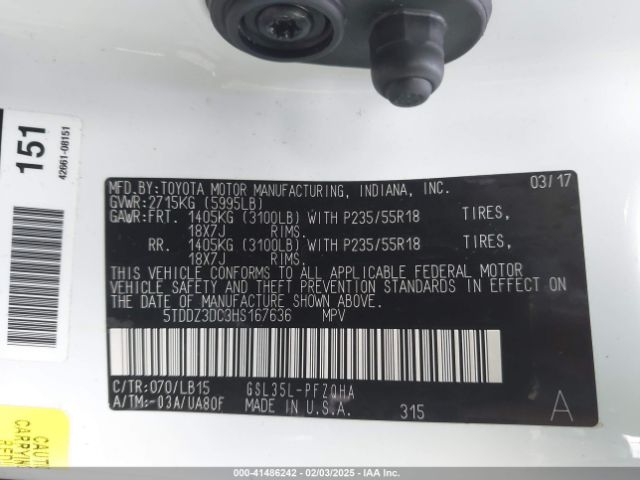 151
42661-08151
MFD.BY:TOYOTA MOTOR MANUFACTURING, INDIANA, INC. 03/17
GVWR:2715KG (5995LB)
GAWR:FRT. 1405KG (3100LB) WITH P235/55R18 TIRES,
18X7J RIMS.
RR. 1405KG (3100LB) WITH P235/55R18 TIRES,
18X7J RIMS.
THIS VEHICLE CONFORMS TO ALL APPLICABLE FEDERAL MOTOR
VEHICLE SAFETY AND THEFT PREVENTION STANDARDS IN EFFECT ON
THE DATE OF MANUFACTURE SHOWN ABOVE.
5TDDZ3DC3HS167636 MPV
C/TR:070/LB15 GSL35L-PFZQHA
A/TM:-03A/UA80F MADE IN U.S.A. 315 A
000-41486242 - 02/03/2025 - IAA Inc.